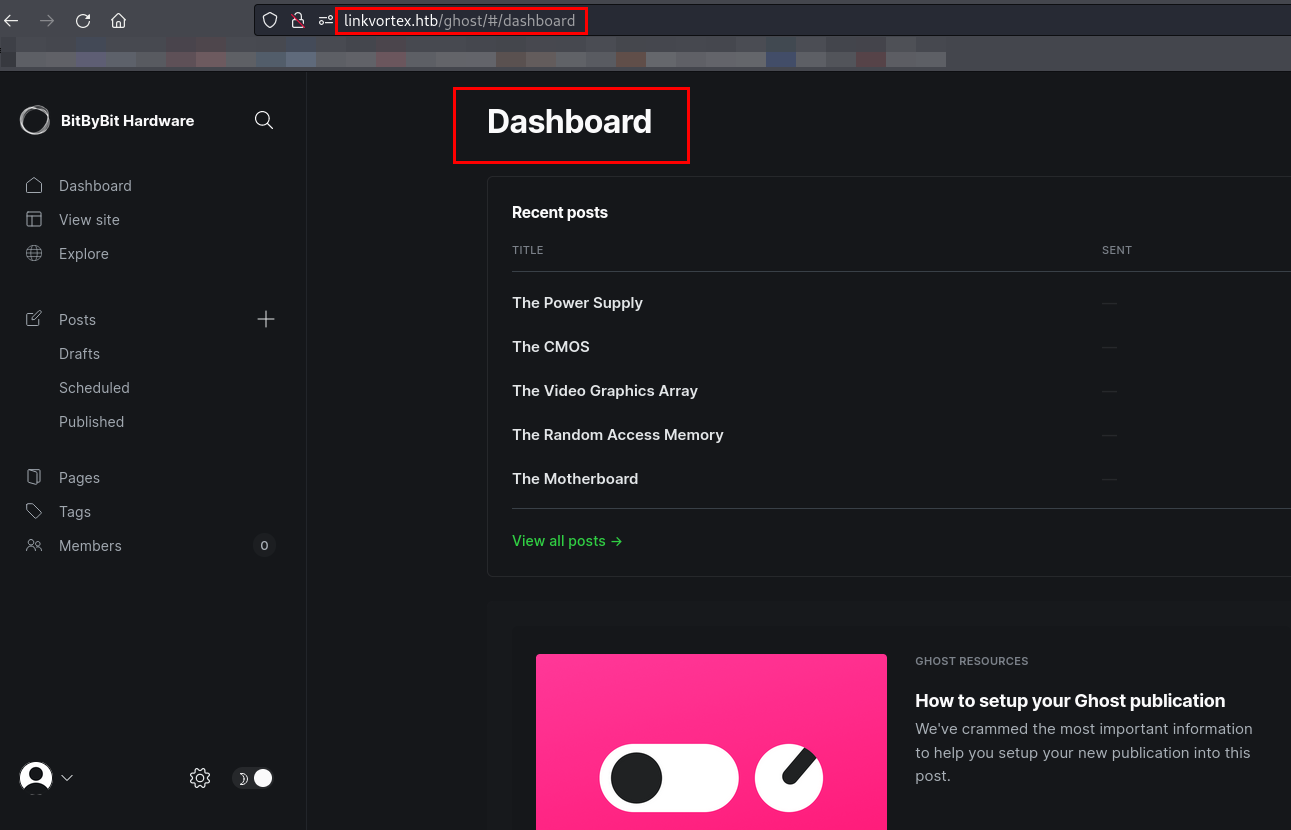 linkvortex.htb/ghost/#/dashboard
BitByBit Hardware
Dashboard
View site
Explore
Posts
Drafts
Scheduled
Published
Pages
Tags
Members 0
Dashboard
Recent posts
TITLE SENT
The Power Supply —
The CMOS —
The Video Graphics Array —
The Random Access Memory —
The Motherboard —
View all posts →
GHOST RESOURCES
How to setup your Ghost publication
We've crammed the most important information
to help you setup your new publication into this
post.